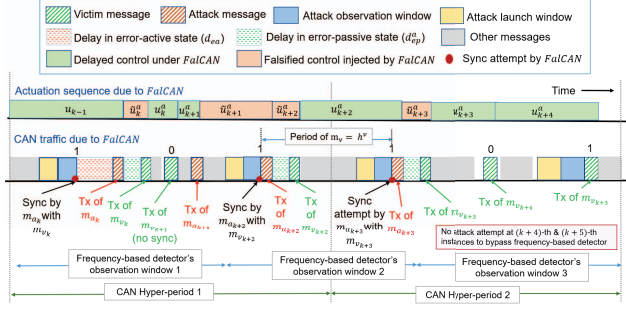 Victim message
Attack message
Attack observation window
Attack launch window
Delay in error-active state (d_ea)
Delay in error-passive state (d^a_ep)
Other messages
Delayed control under FalCAN
Falsified control injected by FalCAN
Sync attempt by FalCAN
Actuation sequence due to FalCAN
Time
u_{k-1} ũ^a_k u^a_k u^a_{k+1} ũ^a_{k+1} ũ^a_{k+2} u^a_{k+2} ũ^a_{k+3} u^a_{k+3} u^a_{k+4}
CAN traffic due to FalCAN
Period of m_v = h^Ψ
1 0 1 1 0 1
Sync by m_{a_k} with m_{v_k}
Tx of m_{a_k}
Tx of m_{v_k}
Tx of m_{v_{k+1}} (no sync)
Tx of
Sync by m_{a_{k+2}} with m_{v_{k+2}}
Tx of m_{a_{k+2}}
Tx of m_{v_{k+2}}
Sync attempt by m_{a_{k+3}} with m_{v_{k+3}}
Tx of m_{a_{k+3}}
Tx of m_{v_{k+3}}
Tx of m_{v_{k+4}}
Tx of m_{v_{k+3}}
No attack attempt at (k + 4)-th & (k + 5)-th
instances to bypass frequency-based detector
Frequency-based detector's
observation window 1
Frequency-based detector's
observation window 2
Frequency-based detector's
observation window 3
CAN Hyper-period 1
CAN Hyper-period 2